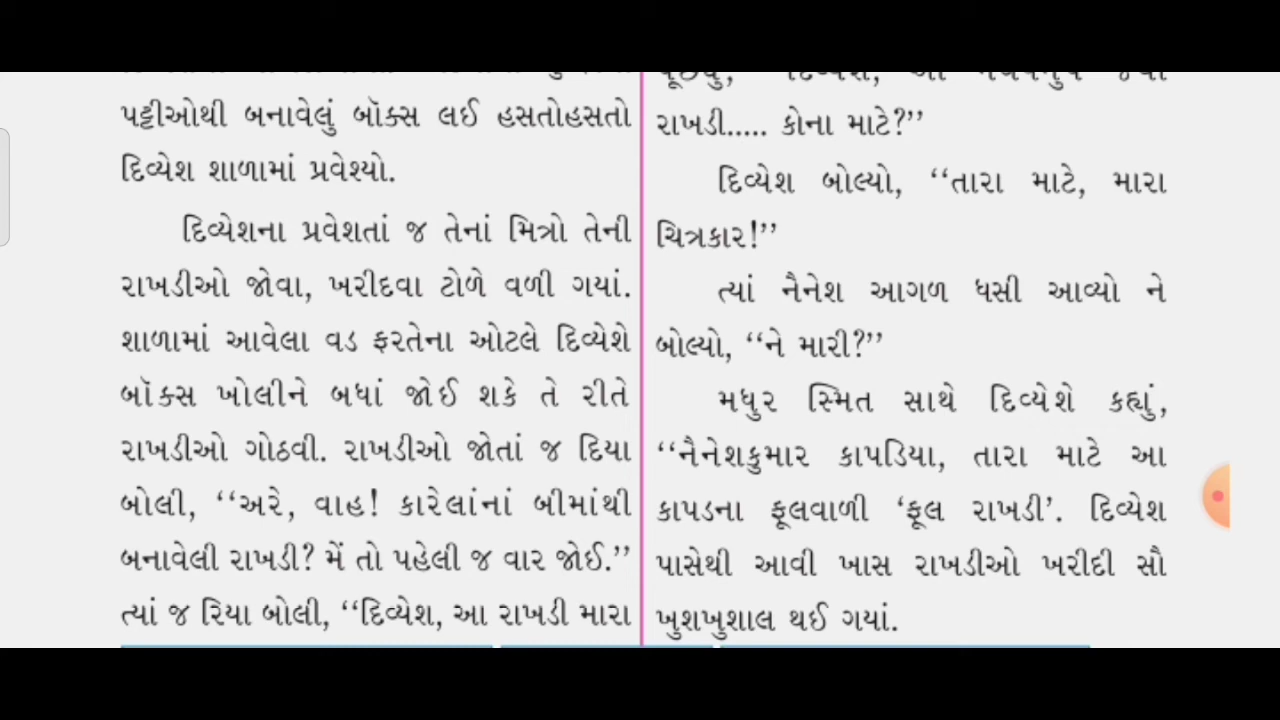 પટ્ટીઓથી બનાવેલું બૉક્સ લઈ હસતોહસતો
દિવ્યેશ શાળામાં પ્રવેશ્યો.
દિવ્યેશના પ્રવેશતાં જ તેનાં મિત્રો તેની
રાખડીઓ જોવા, ખરીદવા ટોળે વળી ગયાં.
શાળામાં આવેલા વડ ફરતેના ઓટલે દિવ્યેશે
બૉક્સ ખોલીને બધાં જોઈ શકે તે રીતે
રાખડીઓ ગોઠવી. રાખડીઓ જોતાં જ દિયા
બોલી, ‘‘અરે, વાહ! કારેલાંનાં બીમાંથી
બનાવેલી રાખડી? મેં તો પહેલી જ વાર જોઈ.’’
ત્યાં જ રિયા બોલી, ‘‘દિવ્યેશ, આ રાખડી મારા
રાખડી..... કોના માટે?’’
દિવ્યેશ બોલ્યો, ‘‘તારા માટે, મારા
ચિત્રકાર!’’
ત્યાં નૈનેશ આગળ ધસી આવ્યો ને
બોલ્યો, ‘‘ને મારી?’’
મધુર સ્મિત સાથે દિવ્યેશે કહ્યું,
‘‘નૈનેશકુમાર કાપડિયા, તારા માટે આ
કાપડના ફૂલવાળી ‘ફૂલ રાખડી’. દિવ્યેશ
પાસેથી આવી ખાસ રાખડીઓ ખરીદી સૌ
ખુશખુશાલ થઈ ગયાં.